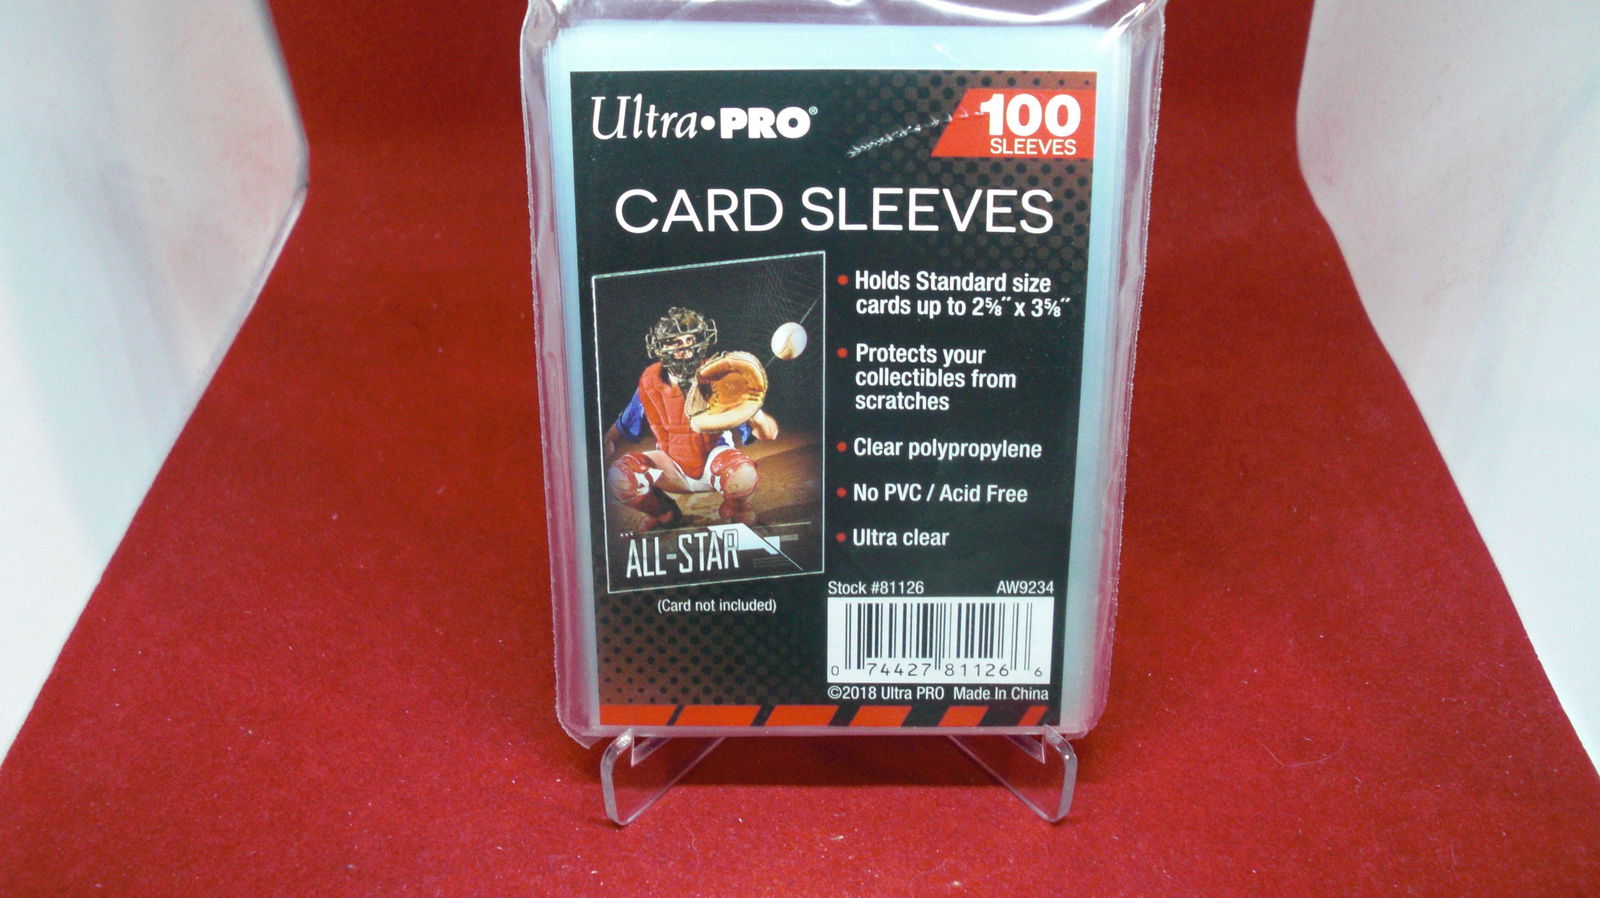 Ultra•PRO®
100
SLEEVES
CARD SLEEVES
• Holds Standard size
cards up to 2⅝˝ x 3⅝˝
• Protects your
collectibles from
scratches
• Clear polypropylene
• No PVC / Acid Free
• Ultra clear
ALL-STAR
(Card not included)
Stock #81126 AW9234
0 74427 81126 6
©2018 Ultra PRO Made In China